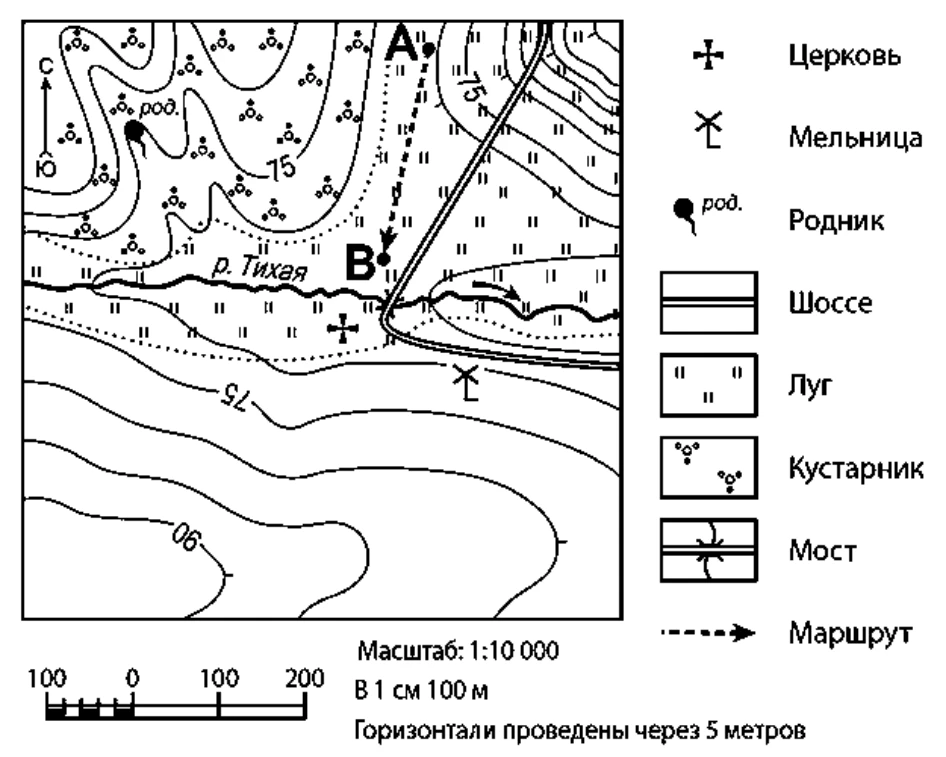 А
75
С
род.
Ю
75
В
р. Тихая
75
90
Церковь
Мельница
род.
Родник
Шоссе
Луг
Кустарник
Мост
Маршрут
Масштаб: 1:10 000
100 0 100 200
В 1 см 100 м
Горизонтали проведены через 5 метров